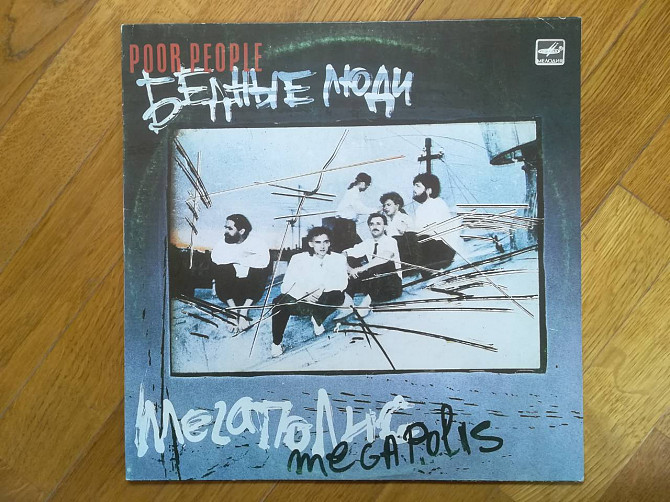 POOR PEOPLE
БЕДНЫЕ ЛЮДИ
МЕЛОДИЯ
мегаполис
megapolis